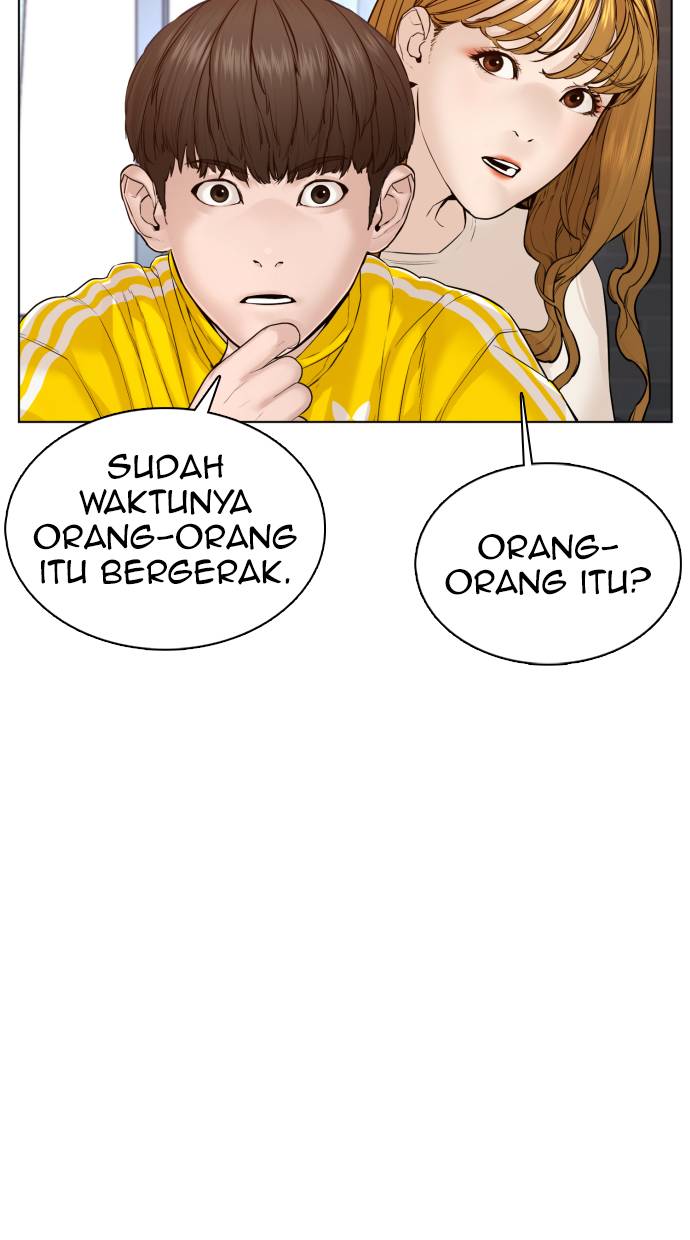 SUDAH
WAKTUNYA
ORANG-ORANG
ITU BERGERAK.
ORANG-
ORANG ITU?